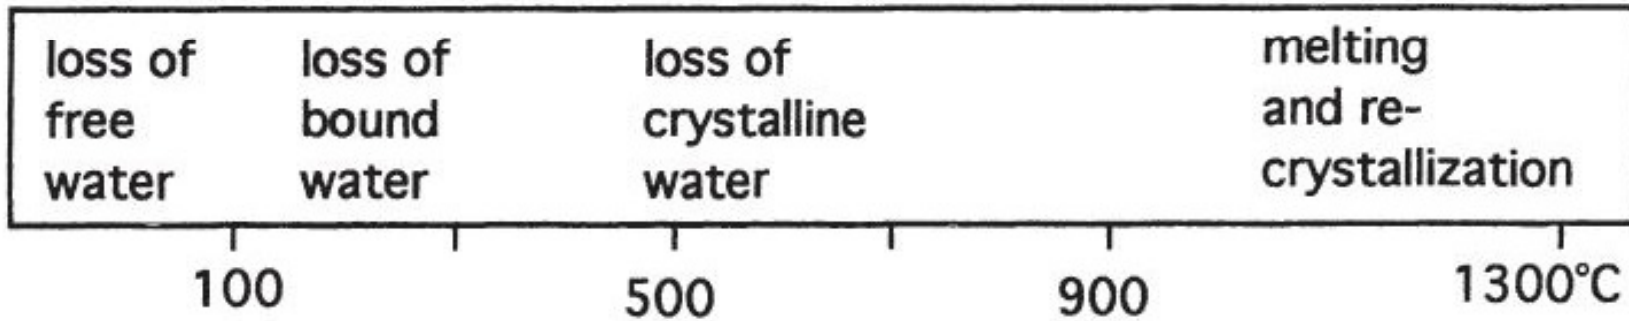 loss of
free
water
loss of
bound
water
loss of
crystalline
water
melting
and re-
crystallization
100
500
900
1300°C